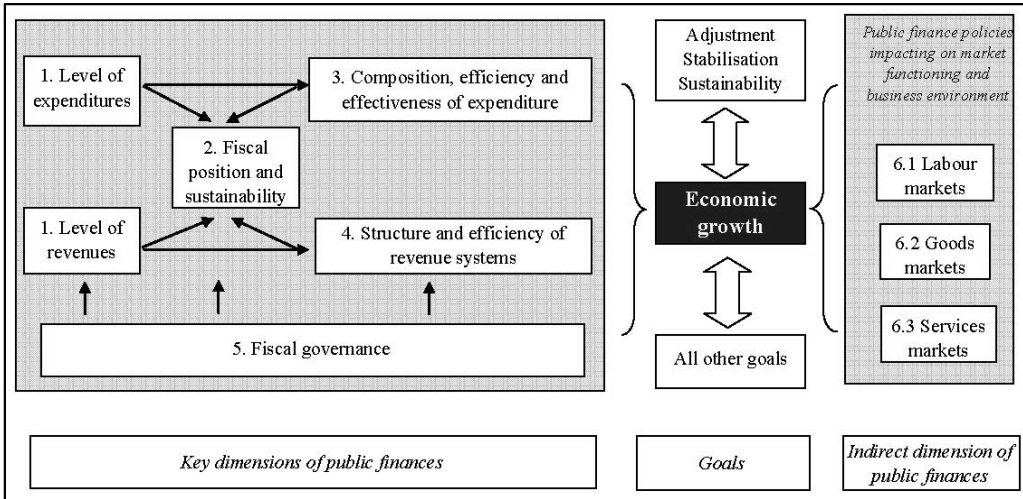 1. Level of
expenditures
3. Composition, efficiency and
effectiveness of expenditure
2. Fiscal
position and
sustainability
1. Level of
revenues
4. Structure and efficiency of
revenue systems
5. Fiscal governance
Key dimensions of public finances
Adjustment
Stabilisation
Sustainability
Economic
growth
All other goals
Goals
Public finance policies
impacting on market
functioning and
business environment
6.1 Labour
markets
6.2 Goods
markets
6.3 Services
markets
Indirect dimension of
public finances